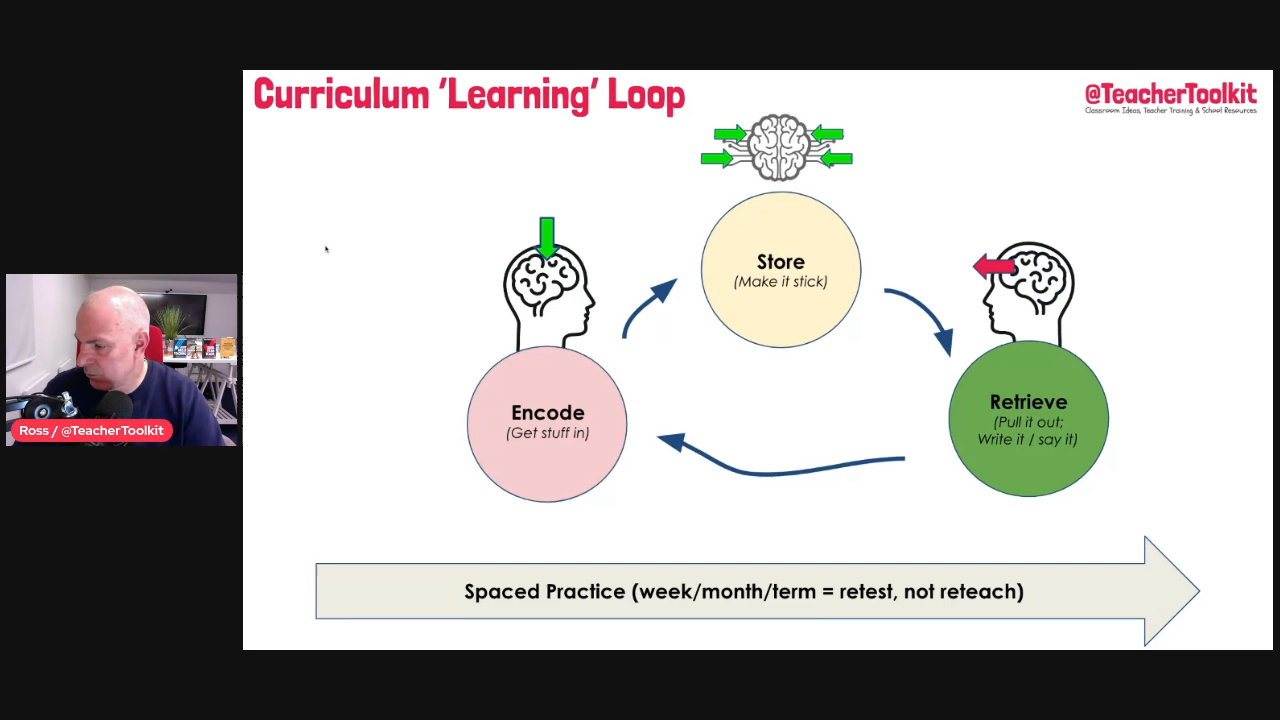 Curriculum 'Learning' Loop
@TeacherToolkit
Classroom Ideas, Teacher Training & School Resources
Store
(Make it stick)
Encode
(Get stuff in)
Retrieve
(Pull it out;
Write it / say it)
Ross / @TeacherToolkit
Spaced Practice (week/month/term = retest, not reteach)